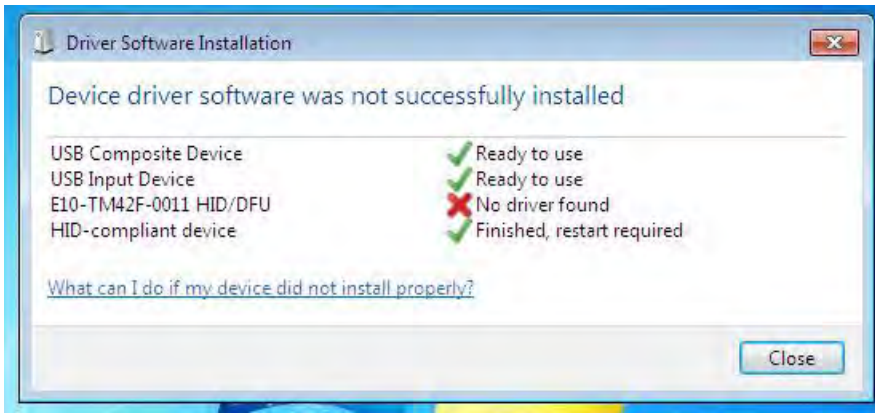 Driver Software Installation
Device driver software was not successfully installed
USB Composite Device Ready to use
USB Input Device Ready to use
E10-TM42F-0011 HID/DFU No driver found
HID-compliant device Finished, restart required
What can I do if my device did not install properly?
Close